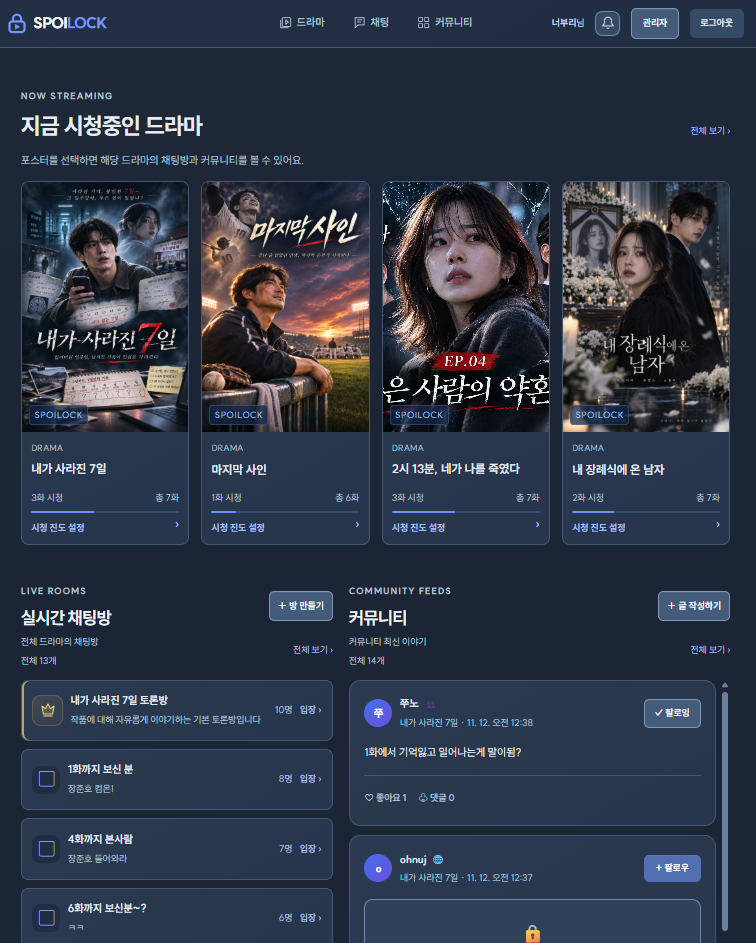 SPOILOCK
드라마
채팅
커뮤니티
너부리님
관리자
로그아웃
NOW STREAMING
지금 시청중인 드라마
전체 보기 ›
포스터를 선택하면 해당 드라마의 채팅방과 커뮤니티를 볼 수 있어요.
내가 사라진 7일
SPOILOCK
DRAMA
내가 사라진 7일
3화 시청
총 7화
시청 진도 설정 ›
마지막 사인
SPOILOCK
DRAMA
마지막 사인
1화 시청
총 6화
시청 진도 설정 ›
EP.04
은 사람의 약혼
SPOILOCK
DRAMA
2시 13분, 네가 나를 죽였다
3화 시청
총 7화
시청 진도 설정 ›
내 장례식에 온
남자
SPOILOCK
DRAMA
내 장례식에 온 남자
2화 시청
총 7화
시청 진도 설정 ›
LIVE ROOMS
실시간 채팅방
+ 방 만들기
전체 드라마의 채팅방
전체 13개
전체 보기 ›
내가 사라진 7일 토론방
작품에 대해 자유롭게 이야기하는 기본 토론방입니다
10명 입장 ›
1화까지 보신 분
장준호 컴온!
8명 입장 ›
4화까지 본사람
장준호 들어와라
7명 입장 ›
6화까지 보신분~?
ㅋㅋ
6명 입장 ›
COMMUNITY FEEDS
커뮤니티
+ 글 작성하기
커뮤니티 최신 이야기
전체 14개
전체 보기 ›
쭈
쭈노
내가 사라진 7일 · 11. 12. 오전 12:38
✓ 팔로잉
1화에서 기억잃고 일어나는게 말이됨?
♡ 좋아요 1
댓글 0
o
ohnuj
내가 사라진 7일 · 11. 12. 오전 12:37
+ 팔로우